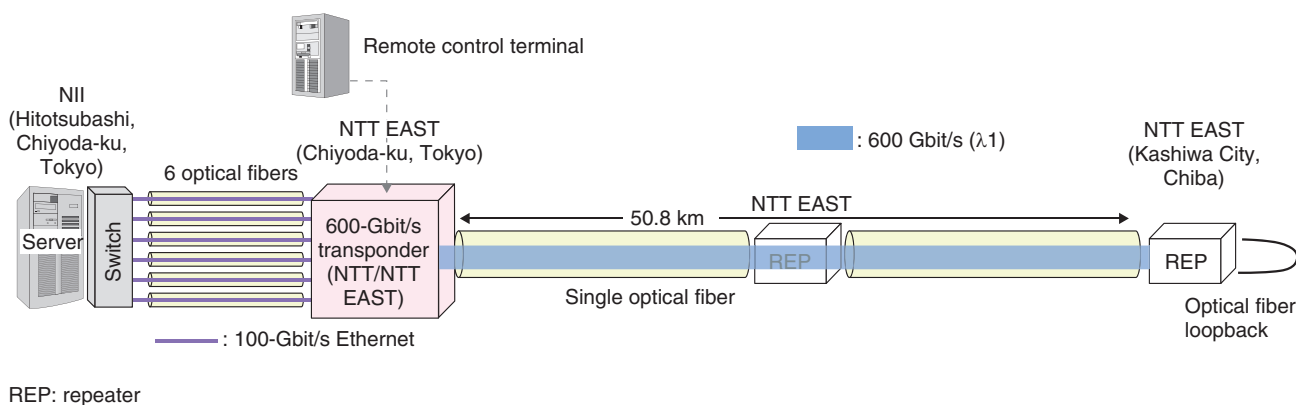 Remote control terminal
NII
(Hitotsubashi,
Chiyoda-ku,
Tokyo)
NTT EAST
(Chiyoda-ku, Tokyo)
: 600 Gbit/s (λ1)
NTT EAST
(Kashiwa City,
Chiba)
6 optical fibers
Server
Switch
600-Gbit/s
transponder
(NTT/NTT
EAST)
50.8 km
NTT EAST
REP
REP
Single optical fiber
Optical fiber
loopback
: 100-Gbit/s Ethernet
REP: repeater